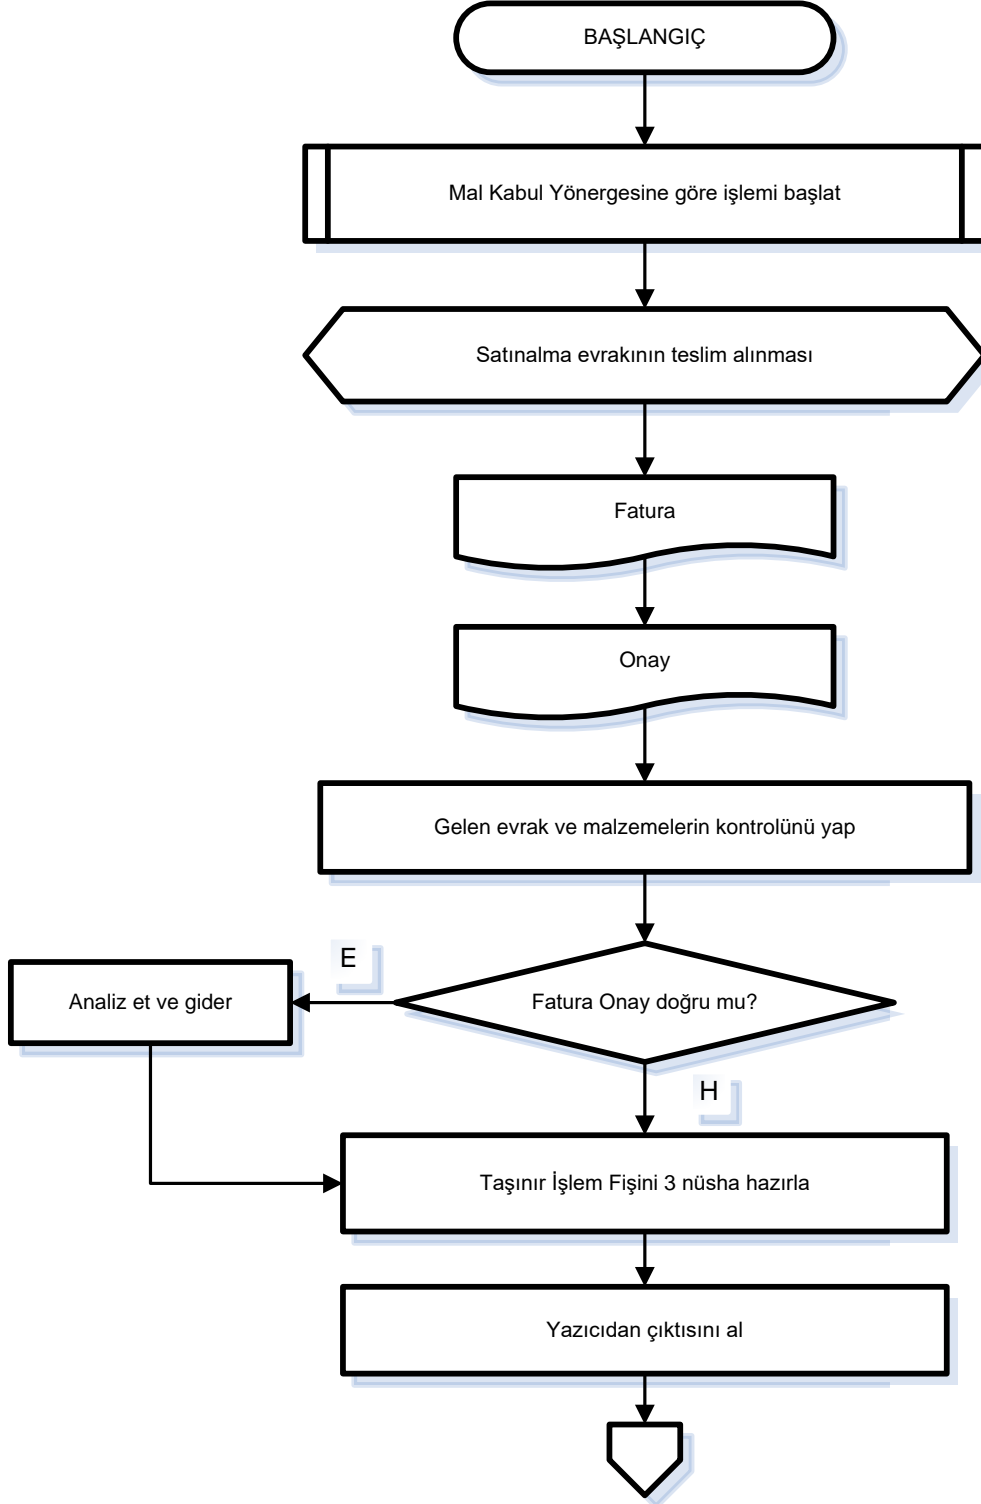 BAŞLANGIÇ
Mal Kabul Yönergesine göre işlemi başlat
Satınalma evrakının teslim alınması
Fatura
Onay
Gelen evrak ve malzemelerin kontrolünü yap
E
Analiz et ve gider
Fatura Onay doğru mu?
H
Taşınır İşlem Fişini 3 nüsha hazırla
Yazıcıdan çıktısını al